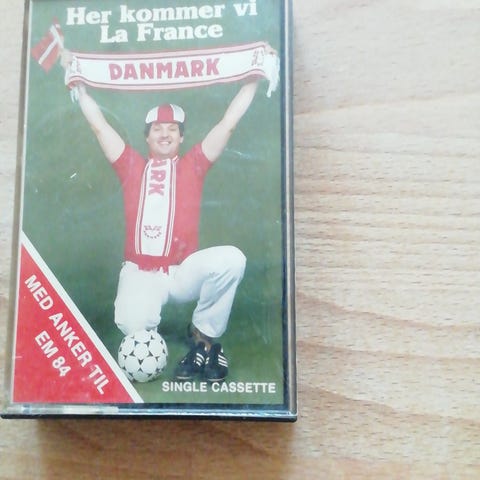 Her kommer vi
La France
DANMARK
ARK
MED ANKER TIL
EM 84
SINGLE CASSETTE